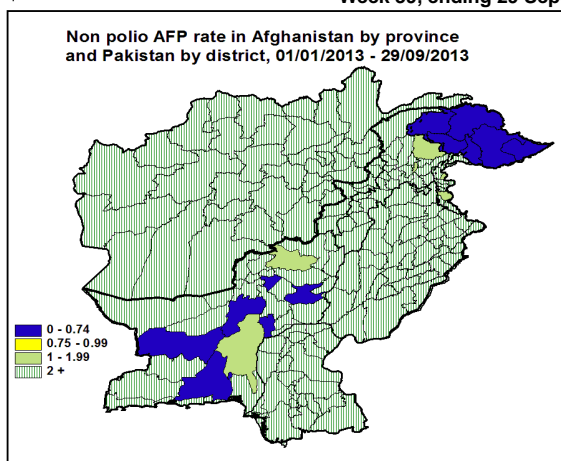 Non polio AFP rate in Afghanistan by province
and Pakistan by district, 01/01/2013 - 29/09/2013
0 - 0.74
0.75 - 0.99
1 - 1.99
2 +